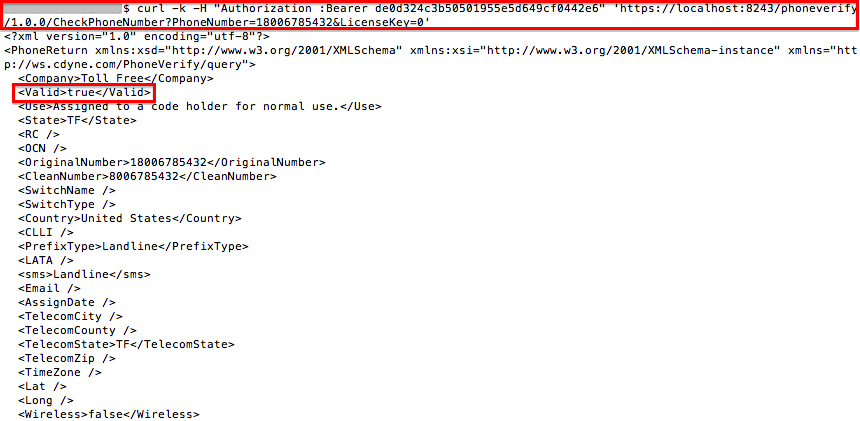 $ curl -k -H "Authorization :Bearer de0d324c3b50501955e5d649cf0442e6" 'https://localhost:8243/phoneverify
/1.0.0/CheckPhoneNumber?PhoneNumber=18006785432&LicenseKey=0'
<?xml version="1.0" encoding="utf-8"?>
<PhoneReturn xmlns:xsd="http://www.w3.org/2001/XMLSchema" xmlns:xsi="http://www.w3.org/2001/XMLSchema-instance" xmlns="htt
p://ws.cdyne.com/PhoneVerify/query">
  <Company>Toll Free</Company>
  <Valid>true</Valid>
  <Use>Assigned to a code holder for normal use.</Use>
  <State>TF</State>
  <RC />
  <OCN />
  <OriginalNumber>18006785432</OriginalNumber>
  <CleanNumber>8006785432</CleanNumber>
  <SwitchName />
  <SwitchType />
  <Country>United States</Country>
  <CLLI />
  <PrefixType>Landline</PrefixType>
  <LATA />
  <sms>Landline</sms>
  <Email />
  <AssignDate />
  <TelecomCity />
  <TelecomCounty />
  <TelecomState>TF</TelecomState>
  <TelecomZip />
  <TimeZone />
  <Lat />
  <Long />
  <Wireless>false</Wireless>